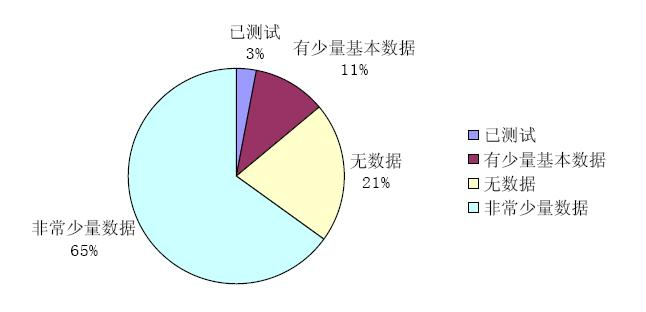 已测试
3%
有少量基本数据
11%
无数据
21%
非常少量数据
65%
已测试
有少量基本数据
无数据
非常少量数据